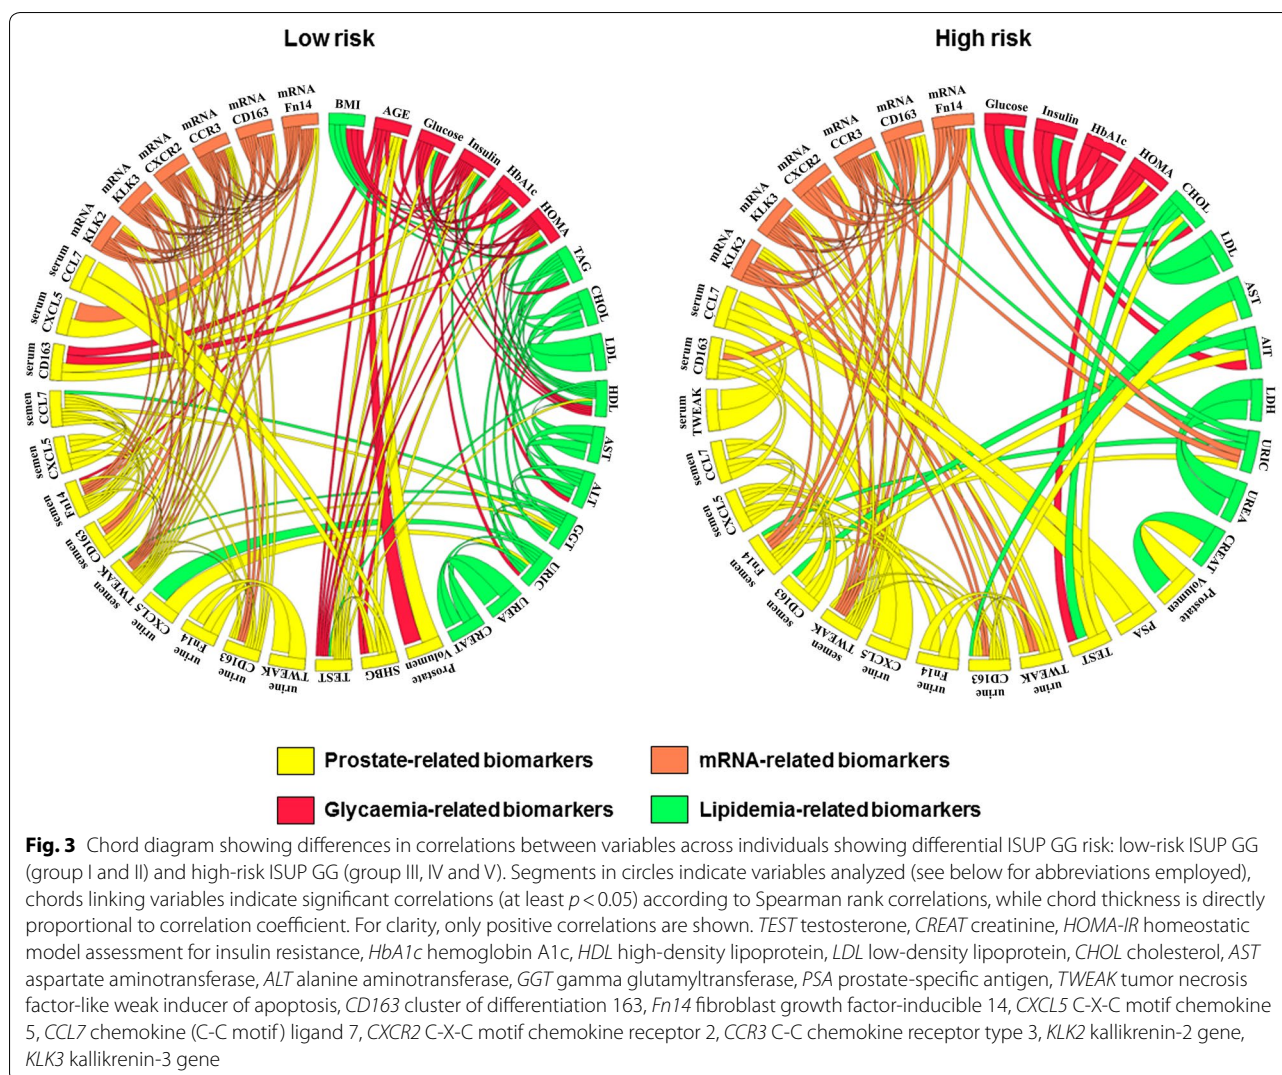 Low risk
High risk
mRNA
Fn14
BMI
AGE
Glucose
Insulin
HbA1c
HOMA
TAG
CHOL
LDL
HDL
AST
ALT
GGT
URIC
UREA
CREAT
Prostate
Volumen
SHBG
TEST
urine
TWEAK
urine
CD163
urine
Fn14
urine
CXCL5
semen
TWEAK
semen
CD163
semen
Fn14
semen
CXCL5
semen
CCL7
serum
CD163
serum
CXCL5
serum
CCL7
mRNA
KLK2
mRNA
KLK3
mRNA
CXCR2
mRNA
CCR3
mRNA
CD163
mRNA
Fn14
Glucose
Insulin
HbA1c
HOMA
CHOL
LDL
AST
AlT
LDH
URIC
UREA
CREAT
Prostate
Volumen
PSA
TEST
urine
TWEAK
urine
CD163
urine
Fn14
urine
CXCL5
semen
TWEAK
semen
CD163
semen
Fn14
semen
CXCL5
semen
CCL7
serum
TWEAK
serum
CD163
serum
CCL7
mRNA
KLK2
mRNA
KLK3
mRNA
CXCR2
mRNA
CCR3
mRNA
CD163
Prostate-related biomarkers
mRNA-related biomarkers
Glycaemia-related biomarkers
Lipidemia-related biomarkers
Fig. 3 Chord diagram showing differences in correlations between variables across individuals showing differential ISUP GG risk: low-risk ISUP GG
(group I and II) and high-risk ISUP GG (group III, IV and V). Segments in circles indicate variables analyzed (see below for abbreviations employed),
chords linking variables indicate significant correlations (at least p < 0.05) according to Spearman rank correlations, while chord thickness is directly
proportional to correlation coefficient. For clarity, only positive correlations are shown. TEST testosterone, CREAT creatinine, HOMA-IR homeostatic
model assessment for insulin resistance, HbA1c hemoglobin A1c, HDL high-density lipoprotein, LDL low-density lipoprotein, CHOL cholesterol, AST
aspartate aminotransferase, ALT alanine aminotransferase, GGT gamma glutamyltransferase, PSA prostate-specific antigen, TWEAK tumor necrosis
factor-like weak inducer of apoptosis, CD163 cluster of differentiation 163, Fn14 fibroblast growth factor-inducible 14, CXCL5 C-X-C motif chemokine
5, CCL7 chemokine (C-C motif) ligand 7, CXCR2 C-X-C motif chemokine receptor 2, CCR3 C-C chemokine receptor type 3, KLK2 kallikrenin-2 gene,
KLK3 kallikrenin-3 gene